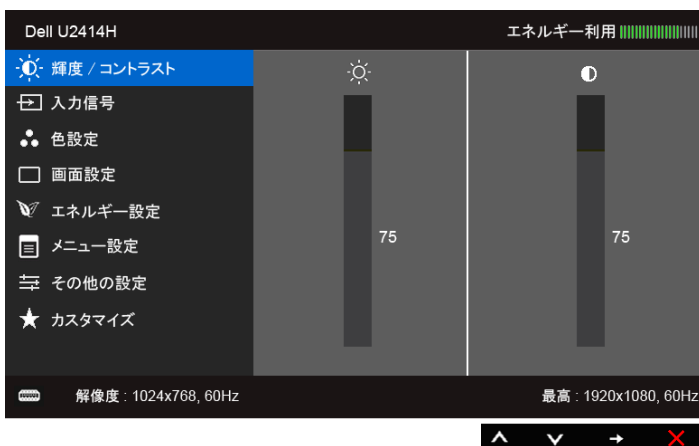 Dell U2414H
エネルギー利用
輝度 / コントラスト
入力信号
色設定
画面設定
エネルギー設定
メニュー設定
その他の設定
カスタマイズ
75
75
解像度 : 1024x768, 60Hz
最高 : 1920x1080, 60Hz